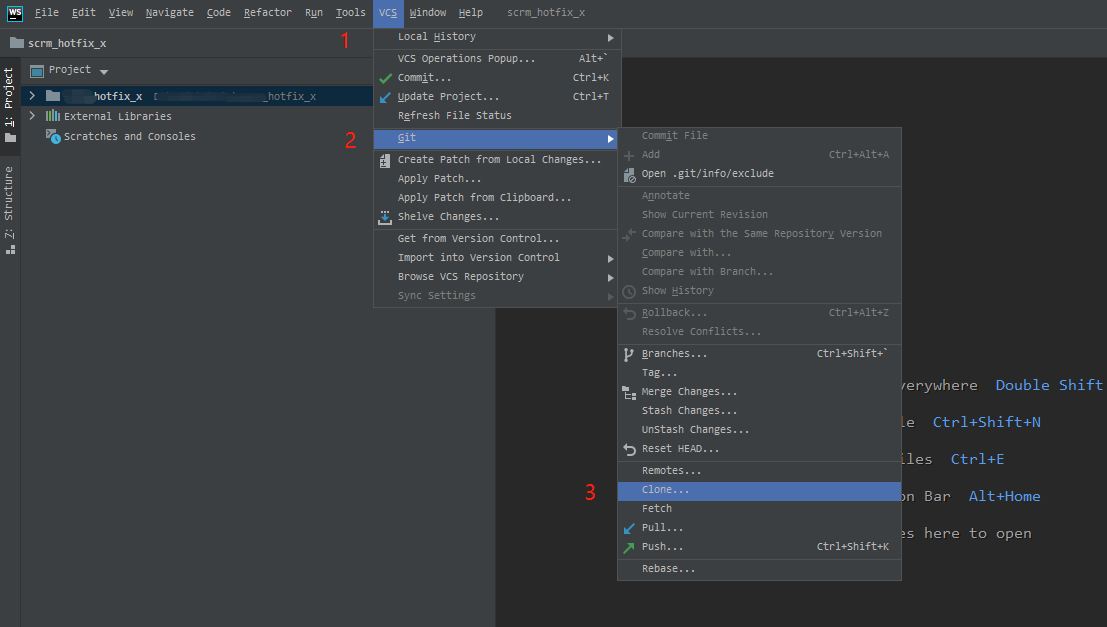 WS File Edit View Navigate Code Refactor Run Tools VCS Window Help scrm_hotfix_x
scrm_hotfix_x
1
Project
hotfix_x _hotfix_x
External Libraries
Scratches and Consoles
1: Project
Z: Structure
Local History
VCS Operations Popup... Alt+`
Commit... Ctrl+K
Update Project... Ctrl+T
Refresh File Status
2
Git
Create Patch from Local Changes...
Apply Patch...
Apply Patch from Clipboard...
Shelve Changes...
Get from Version Control...
Import into Version Control
Browse VCS Repository
Sync Settings
Commit File
Add Ctrl+Alt+A
Open .git/info/exclude
Annotate
Show Current Revision
Compare with the Same Repository Version
Compare with...
Compare with Branch...
Show History
Rollback... Ctrl+Alt+Z
Resolve Conflicts...
Branches... Ctrl+Shift+`
Tag...
Merge Changes...
Stash Changes...
UnStash Changes...
Reset HEAD...
Remotes...
3
Clone...
Fetch
Pull...
Push... Ctrl+Shift+K
Rebase...
verywhere Double Shift
le Ctrl+Shift+N
iles Ctrl+E
on Bar Alt+Home
es here to open